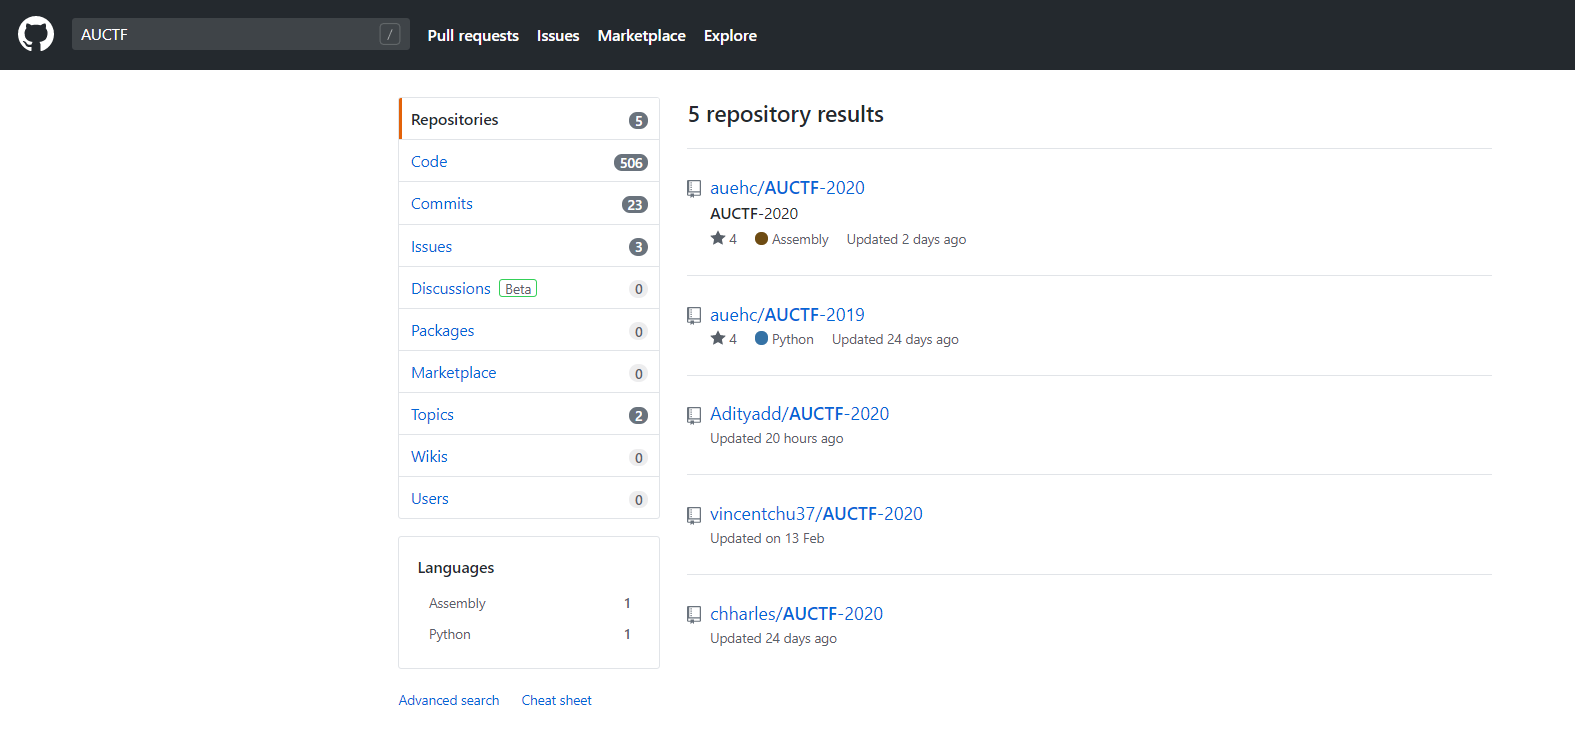 AUCTF /
Pull requests Issues Marketplace Explore
Repositories 5
Code 506
Commits 23
Issues 3
Discussions Beta 0
Packages 0
Marketplace 0
Topics 2
Wikis 0
Users 0
Languages
Assembly 1
Python 1
Advanced search Cheat sheet
5 repository results
auehc/AUCTF-2020
AUCTF-2020
4 Assembly Updated 2 days ago
auehc/AUCTF-2019
4 Python Updated 24 days ago
Adityadd/AUCTF-2020
Updated 20 hours ago
vincentchu37/AUCTF-2020
Updated on 13 Feb
chharles/AUCTF-2020
Updated 24 days ago